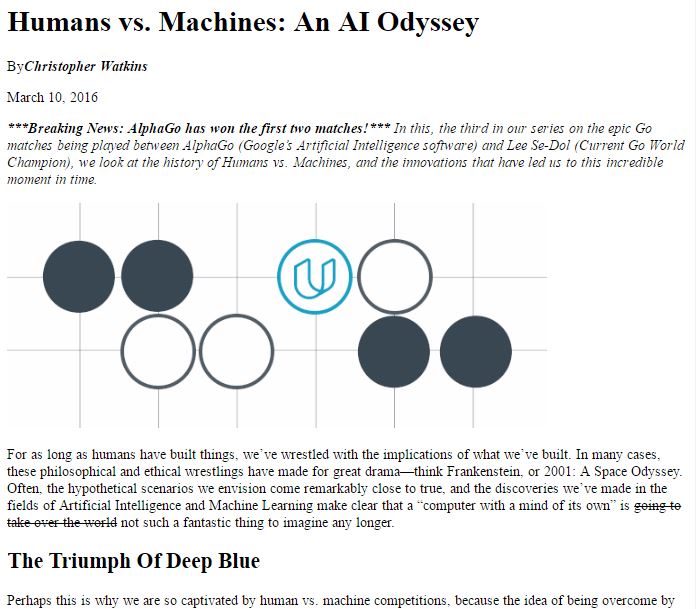 Humans vs. Machines: An AI Odyssey
ByChristopher Watkins
March 10, 2016
***Breaking News: AlphaGo has won the first two matches!*** In this, the third in our series on the epic Go
matches being played between AlphaGo (Google's Artificial Intelligence software) and Lee Se-Dol (Current Go World
Champion), we look at the history of Humans vs. Machines, and the innovations that have led us to this incredible
moment in time.
For as long as humans have built things, we've wrestled with the implications of what we've built. In many cases,
these philosophical and ethical wrestlings have made for great drama—think Frankenstein, or 2001: A Space Odyssey.
Often, the hypothetical scenarios we envision come remarkably close to true, and the discoveries we've made in the
fields of Artificial Intelligence and Machine Learning make clear that a “computer with a mind of its own” is going to
take over the world not such a fantastic thing to imagine any longer.
The Triumph Of Deep Blue
Perhaps this is why we are so captivated by human vs. machine competitions, because the idea of being overcome by